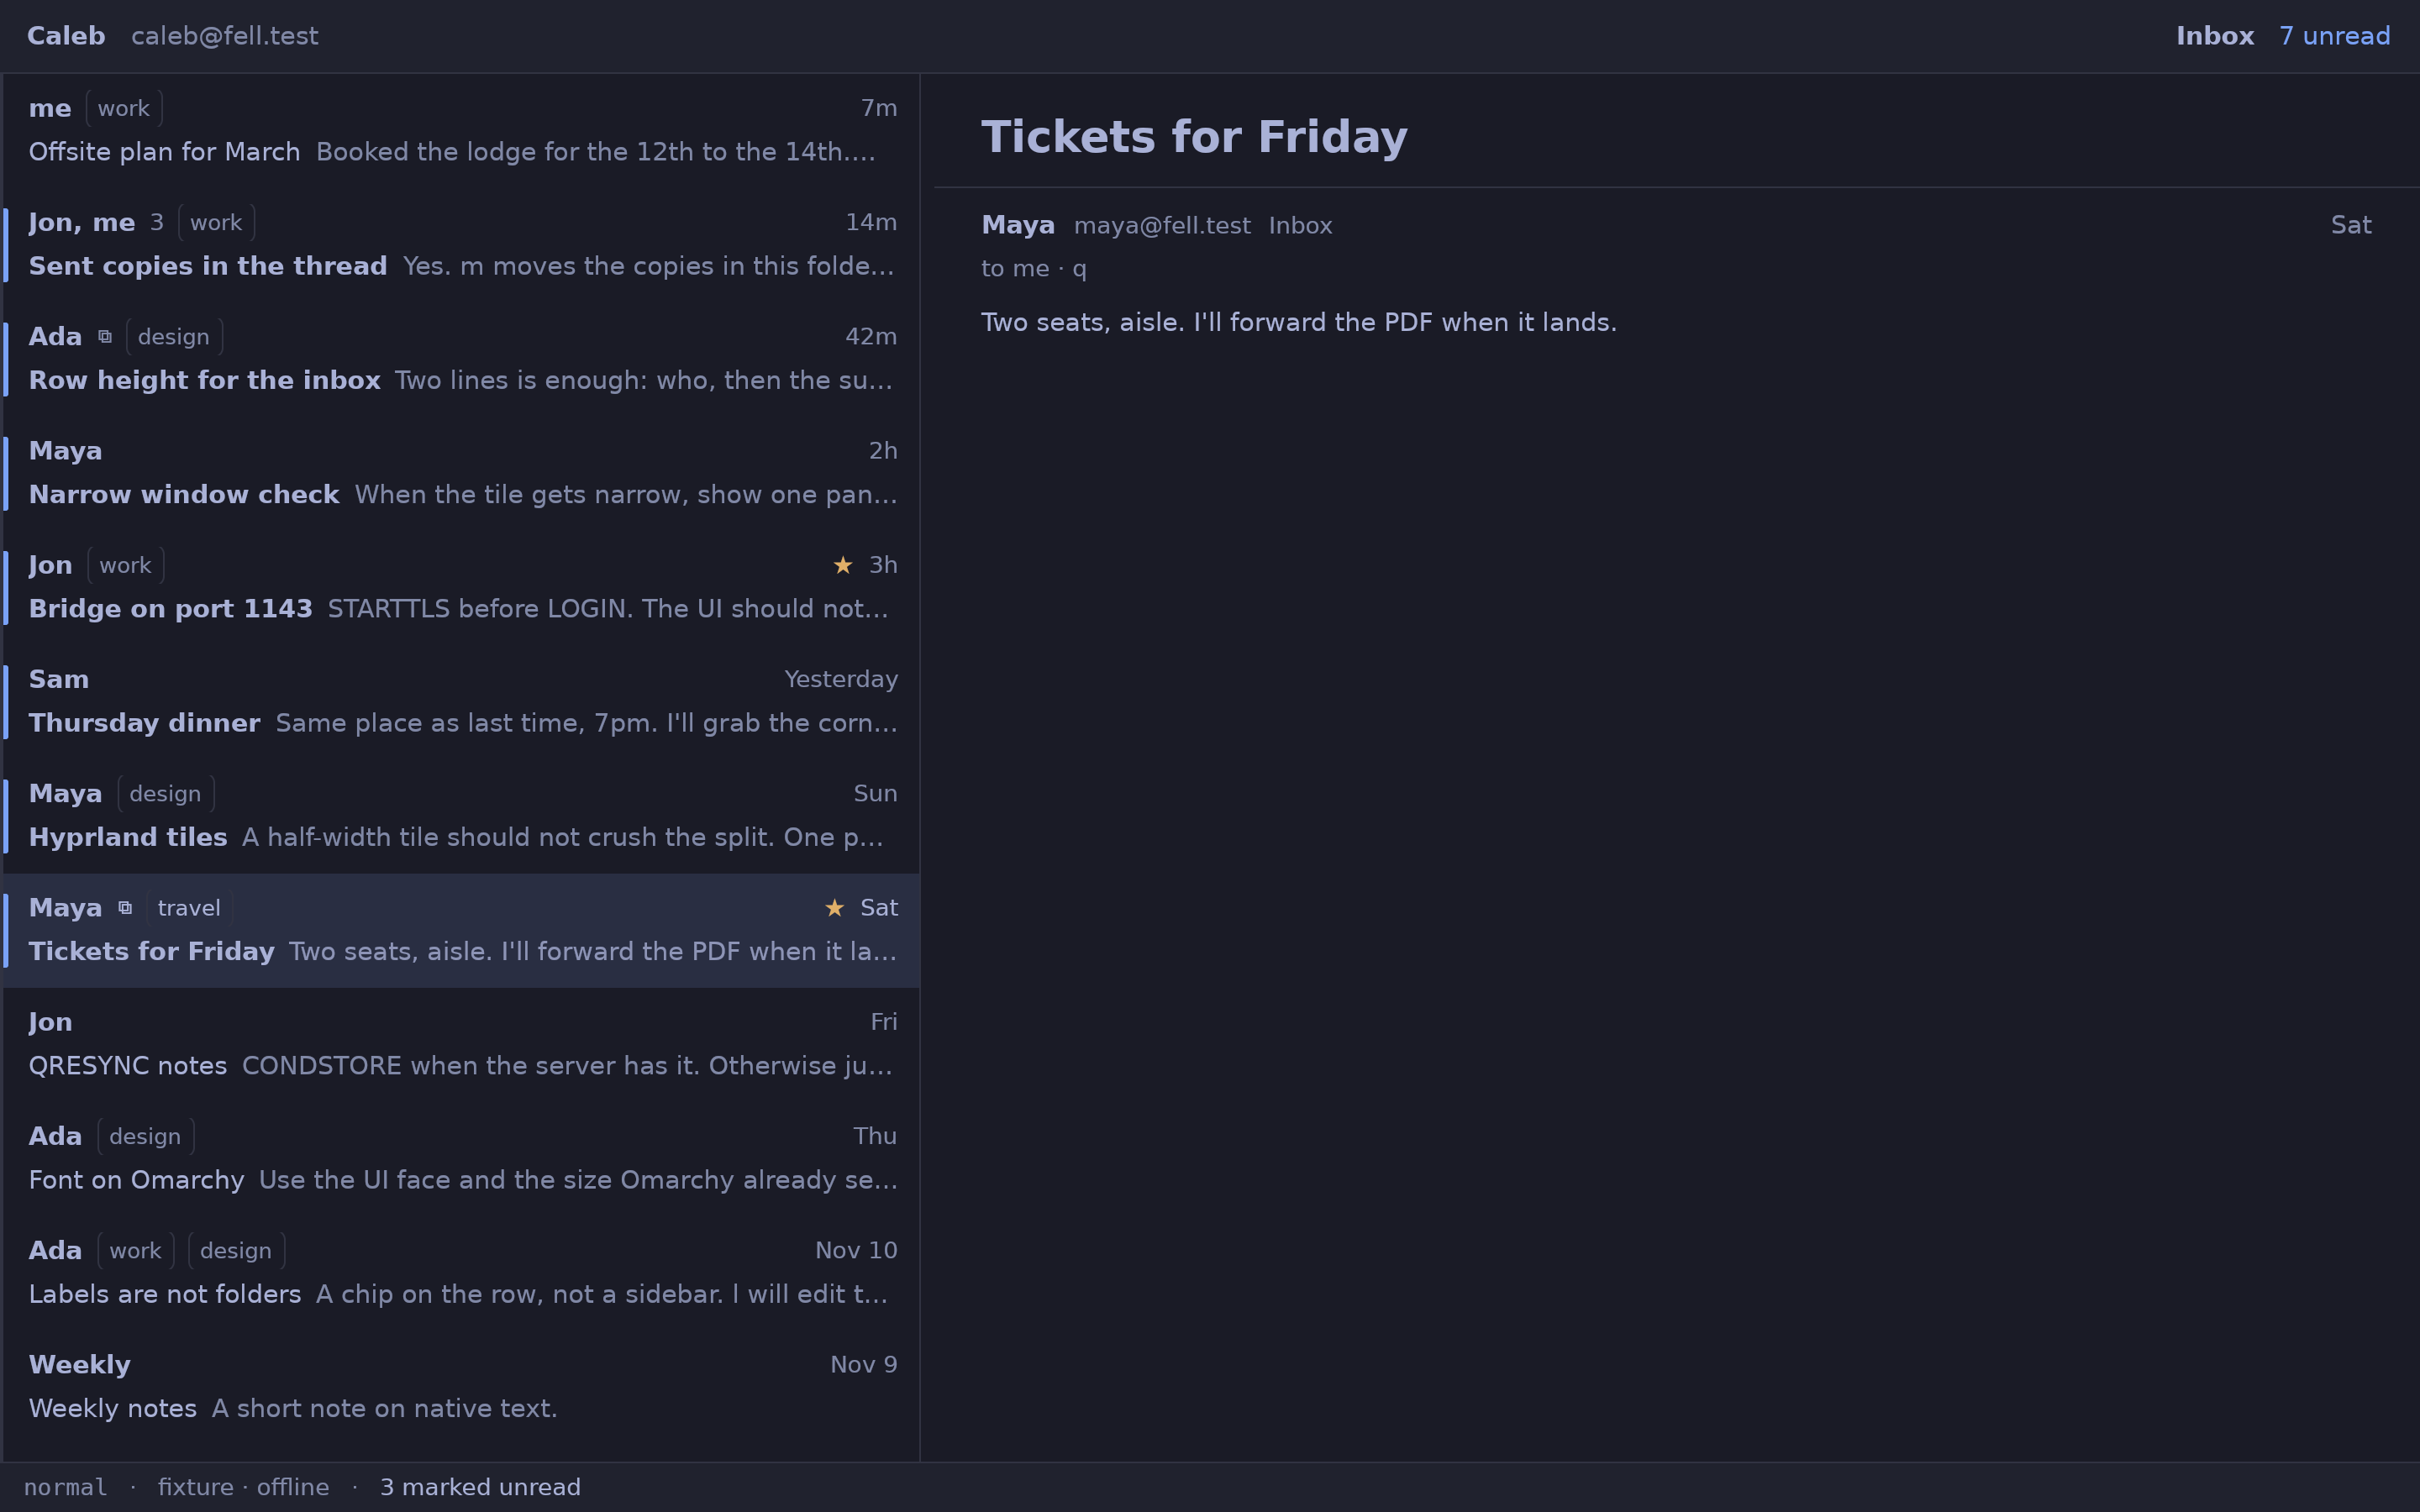 Caleb caleb@fell.test Inbox 7 unread
me work 7m
Offsite plan for March Booked the lodge for the 12th to the 14th....
Jon, me 3 work 14m
Sent copies in the thread Yes. m moves the copies in this folde...
Ada ⧉ design 42m
Row height for the inbox Two lines is enough: who, then the su...
Maya 2h
Narrow window check When the tile gets narrow, show one pan...
Jon work ★ 3h
Bridge on port 1143 STARTTLS before LOGIN. The UI should not...
Sam Yesterday
Thursday dinner Same place as last time, 7pm. I'll grab the corn...
Maya design Sun
Hyprland tiles A half-width tile should not crush the split. One p...
Maya ⧉ travel ★ Sat
Tickets for Friday Two seats, aisle. I'll forward the PDF when it la...
Jon Fri
QRESYNC notes CONDSTORE when the server has it. Otherwise ju...
Ada design Thu
Font on Omarchy Use the UI face and the size Omarchy already se...
Ada work design Nov 10
Labels are not folders A chip on the row, not a sidebar. l will edit t...
Weekly Nov 9
Weekly notes A short note on native text.
Tickets for Friday
Maya maya@fell.test Inbox Sat
to me · q
Two seats, aisle. I'll forward the PDF when it lands.
normal · fixture · offline · 3 marked unread